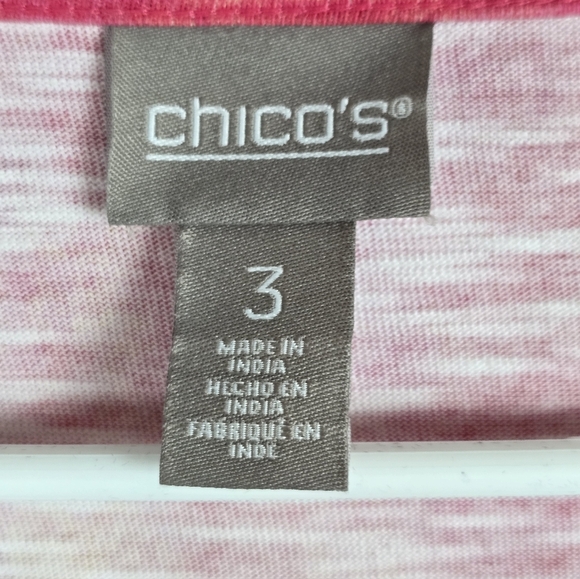 chico's®
3
MADE IN
INDIA
HECHO EN
INDIA
FABRIQUÉ EN
INDE